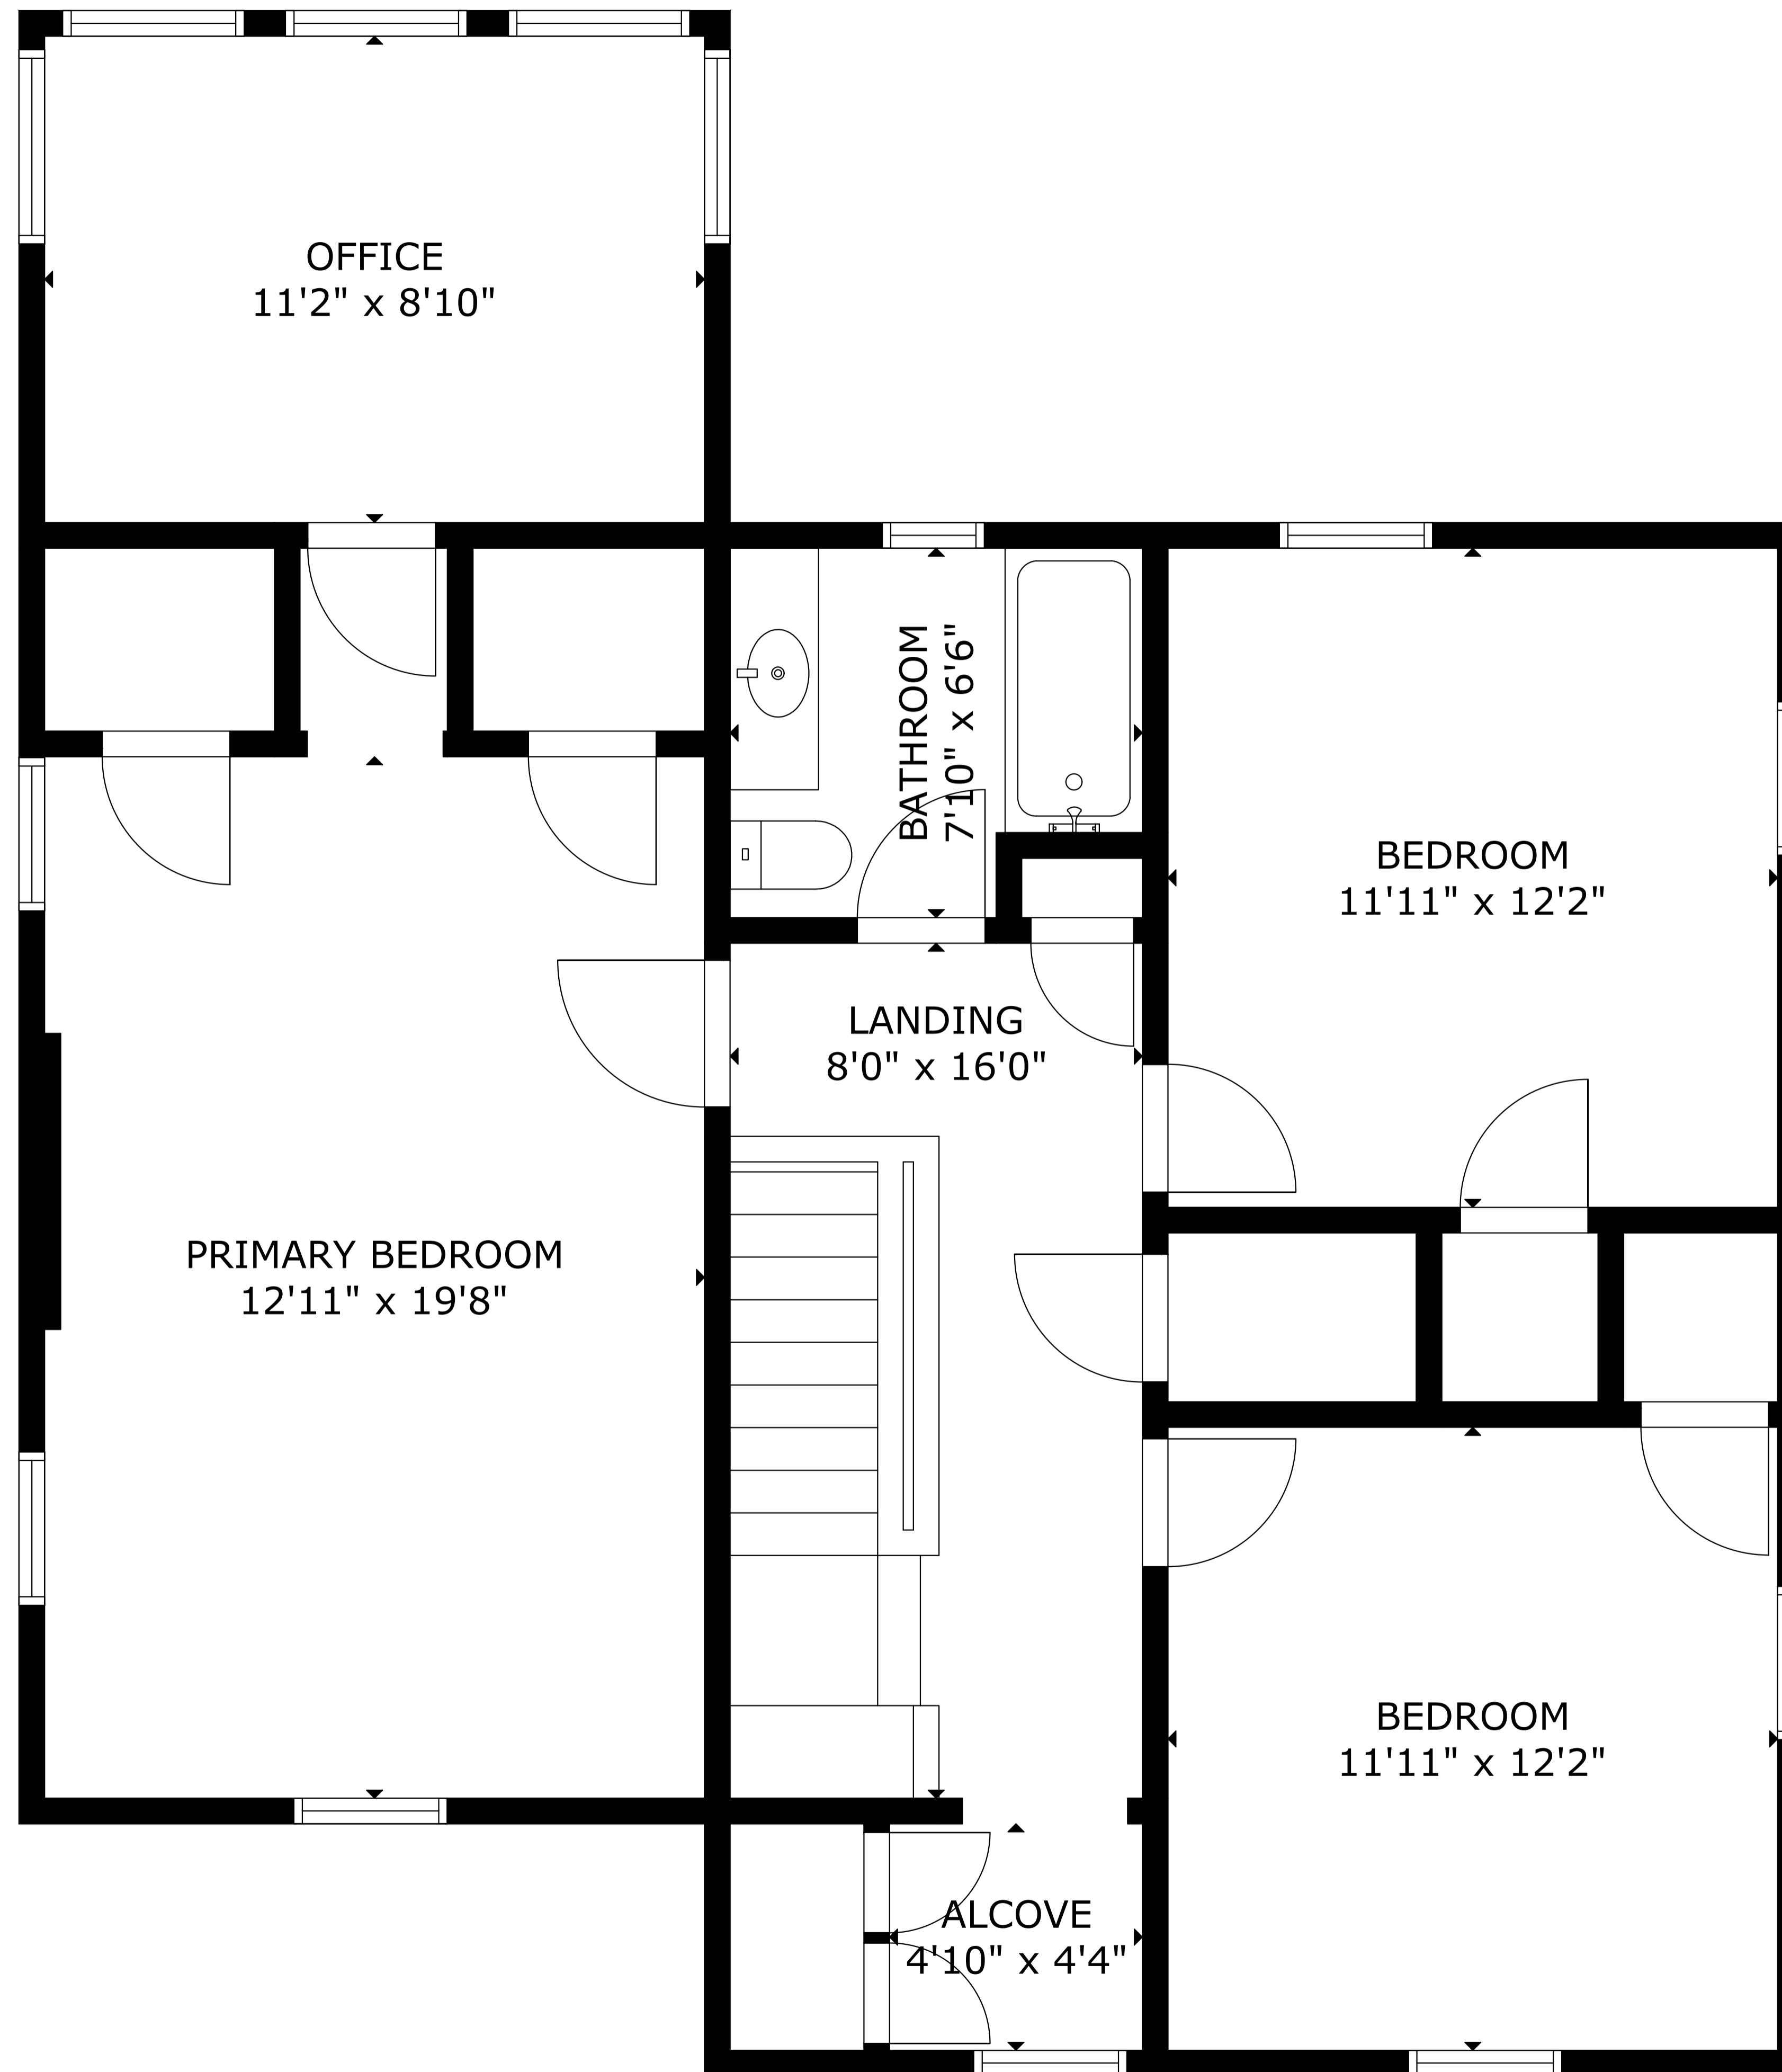 OFFICE
11'2" x 8'10"
BATHROOM
7'10" x 6'6"
BEDROOM
11'11" x 12'2"
LANDING
8'0" x 16'0"
PRIMARY BEDROOM
12'11" x 19'8"
BEDROOM
11'11" x 12'2"
ALCOVE
4'10" x 4'4"